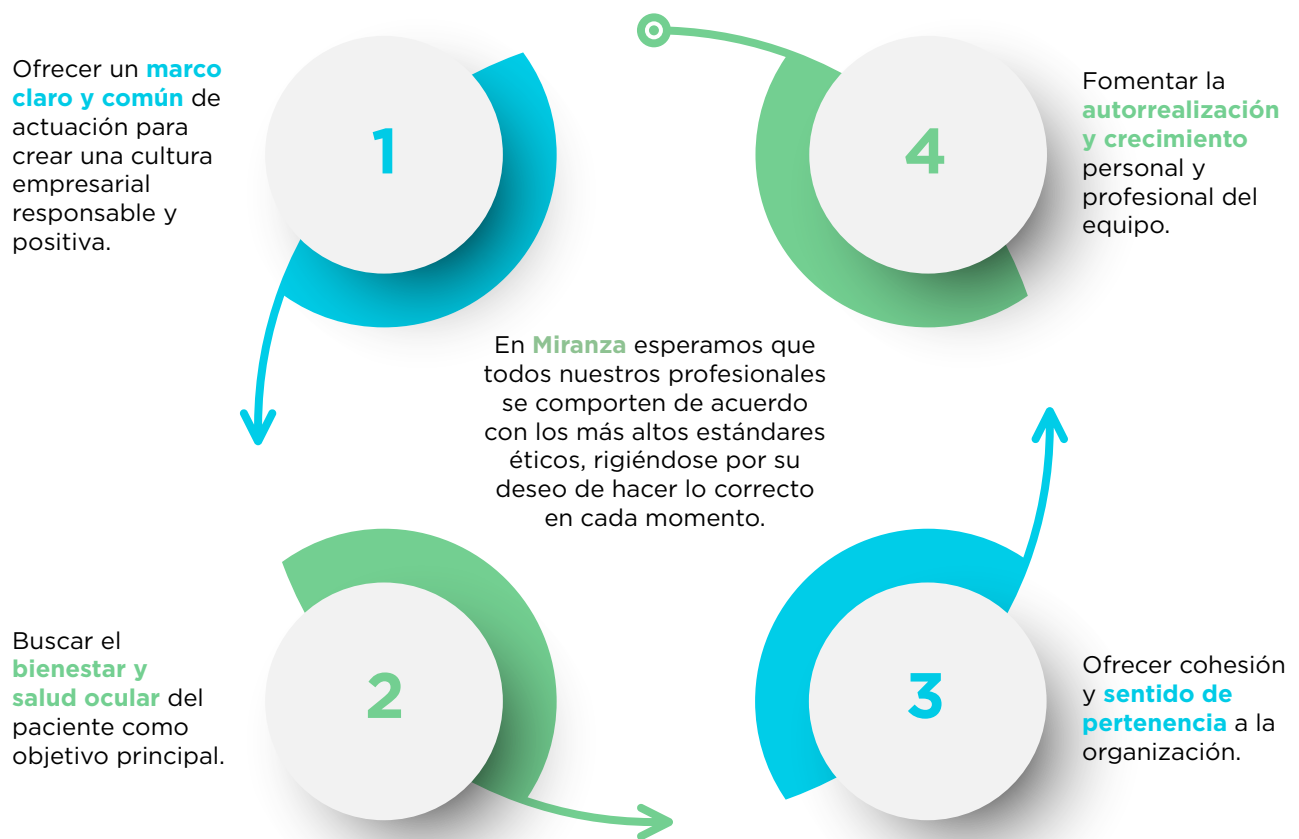 Ofrecer un marco
claro y común de
actuación para
crear una cultura
empresarial
responsable y
positiva.
1
Buscar el
bienestar y
salud ocular del
paciente como
objetivo principal.
2
Ofrecer cohesión
y sentido de
pertenencia a la
organización.
3
Fomentar la
autorrealización
y crecimiento
personal y
profesional del
equipo.
4
En Miranza esperamos que
todos nuestros profesionales
se comporten de acuerdo
con los más altos estándares
éticos, rigiéndose por su
deseo de hacer lo correcto
en cada momento.